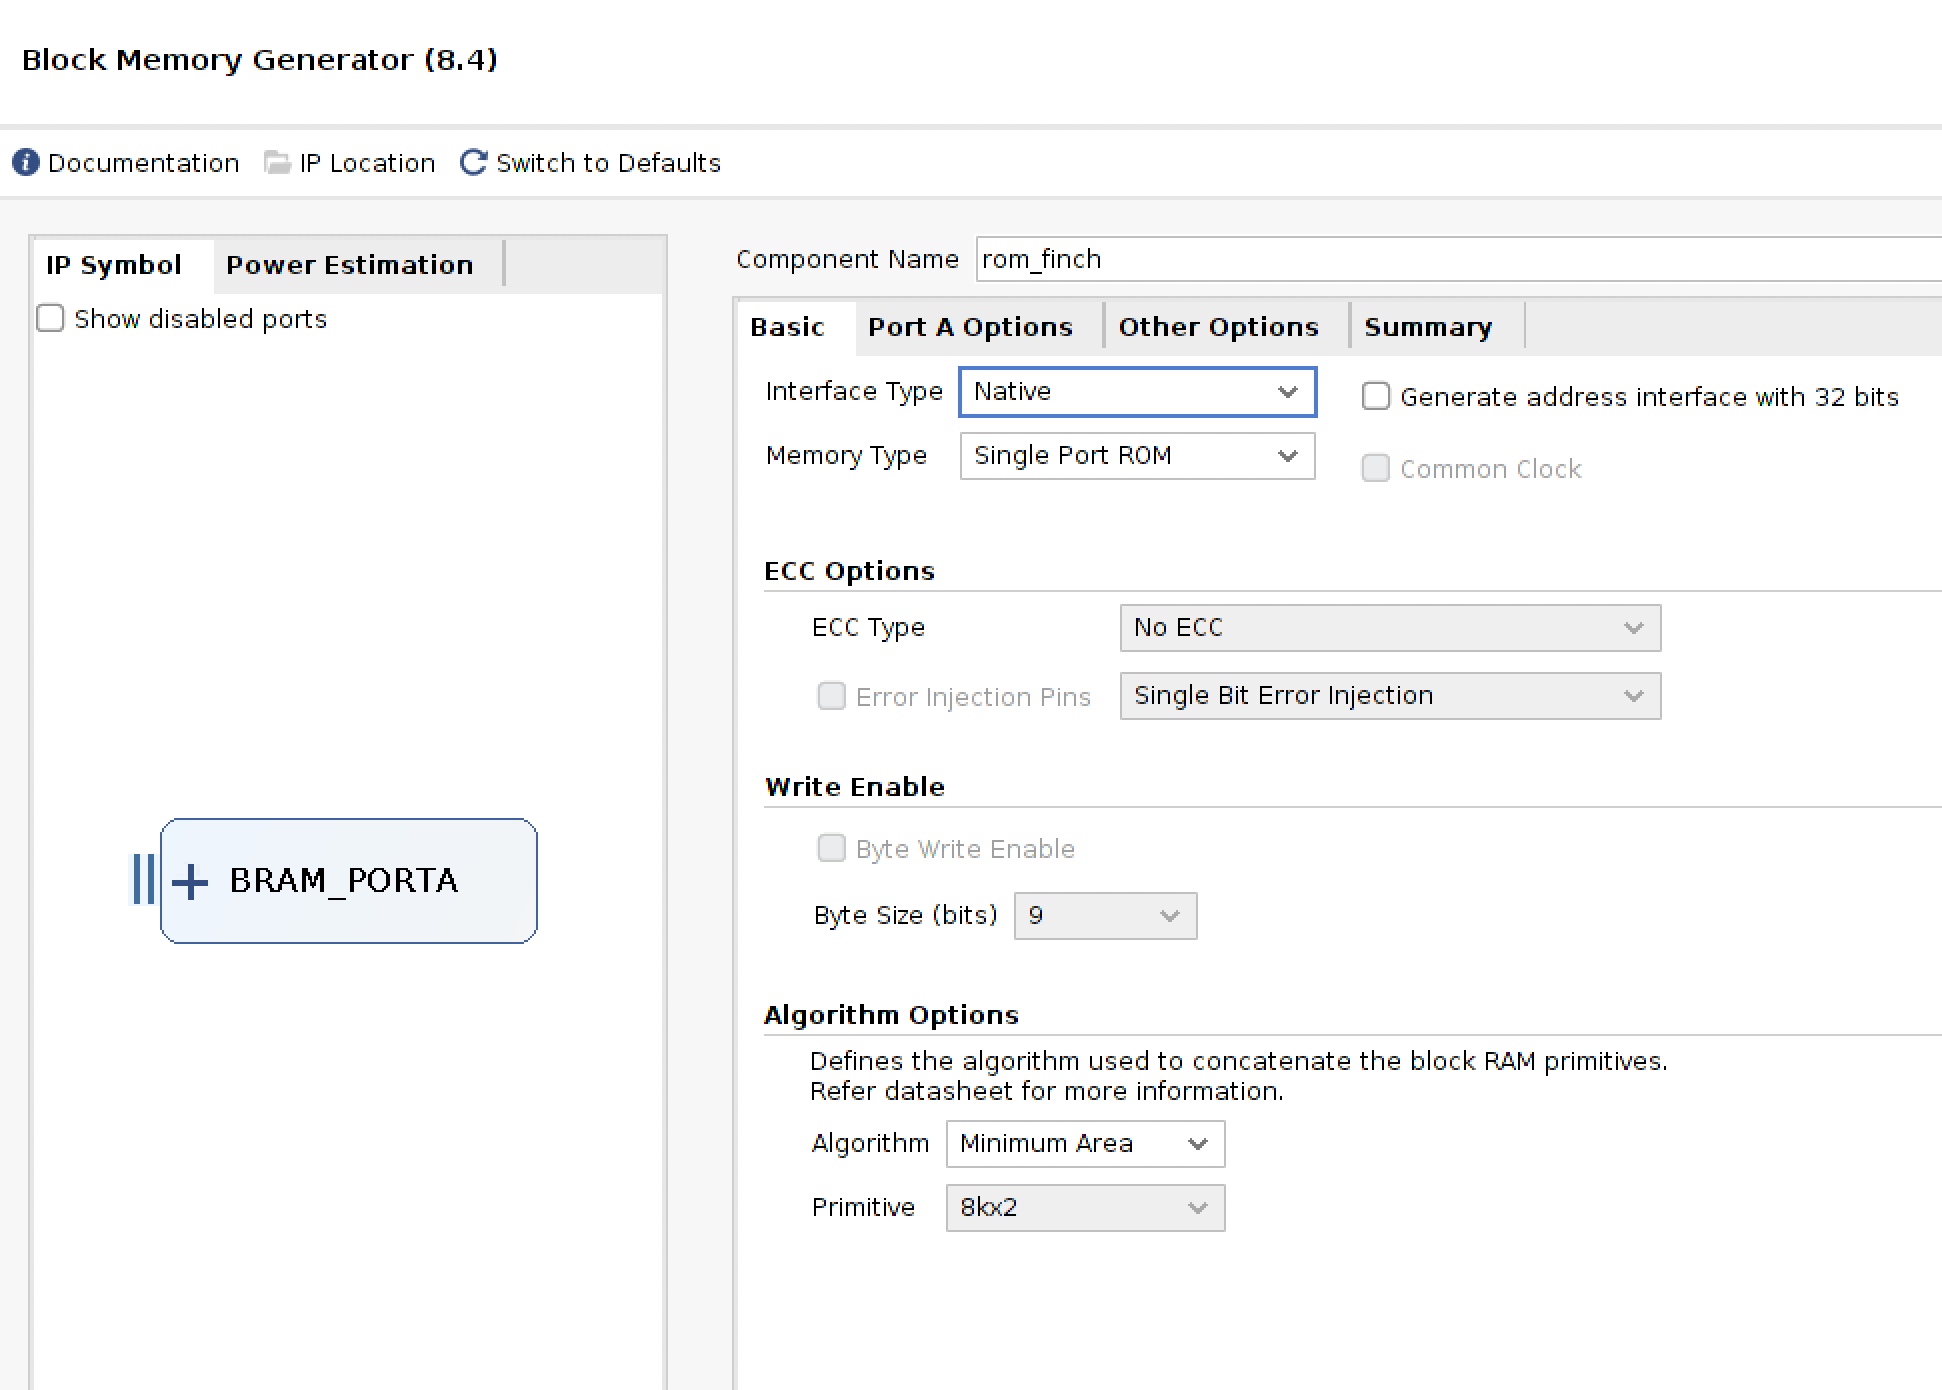 Block Memory Generator (8.4)
Documentation IP Location Switch to Defaults
IP Symbol Power Estimation
Show disabled ports
BRAM_PORTA
Component Name rom_finch
Basic Port A Options Other Options Summary
Interface Type Native Generate address interface with 32 bits
Memory Type Single Port ROM Common Clock
ECC Options
ECC Type No ECC
Error Injection Pins Single Bit Error Injection
Write Enable
Byte Write Enable
Byte Size (bits) 9
Algorithm Options
Defines the algorithm used to concatenate the block RAM primitives.
Refer datasheet for more information.
Algorithm Minimum Area
Primitive 8kx2